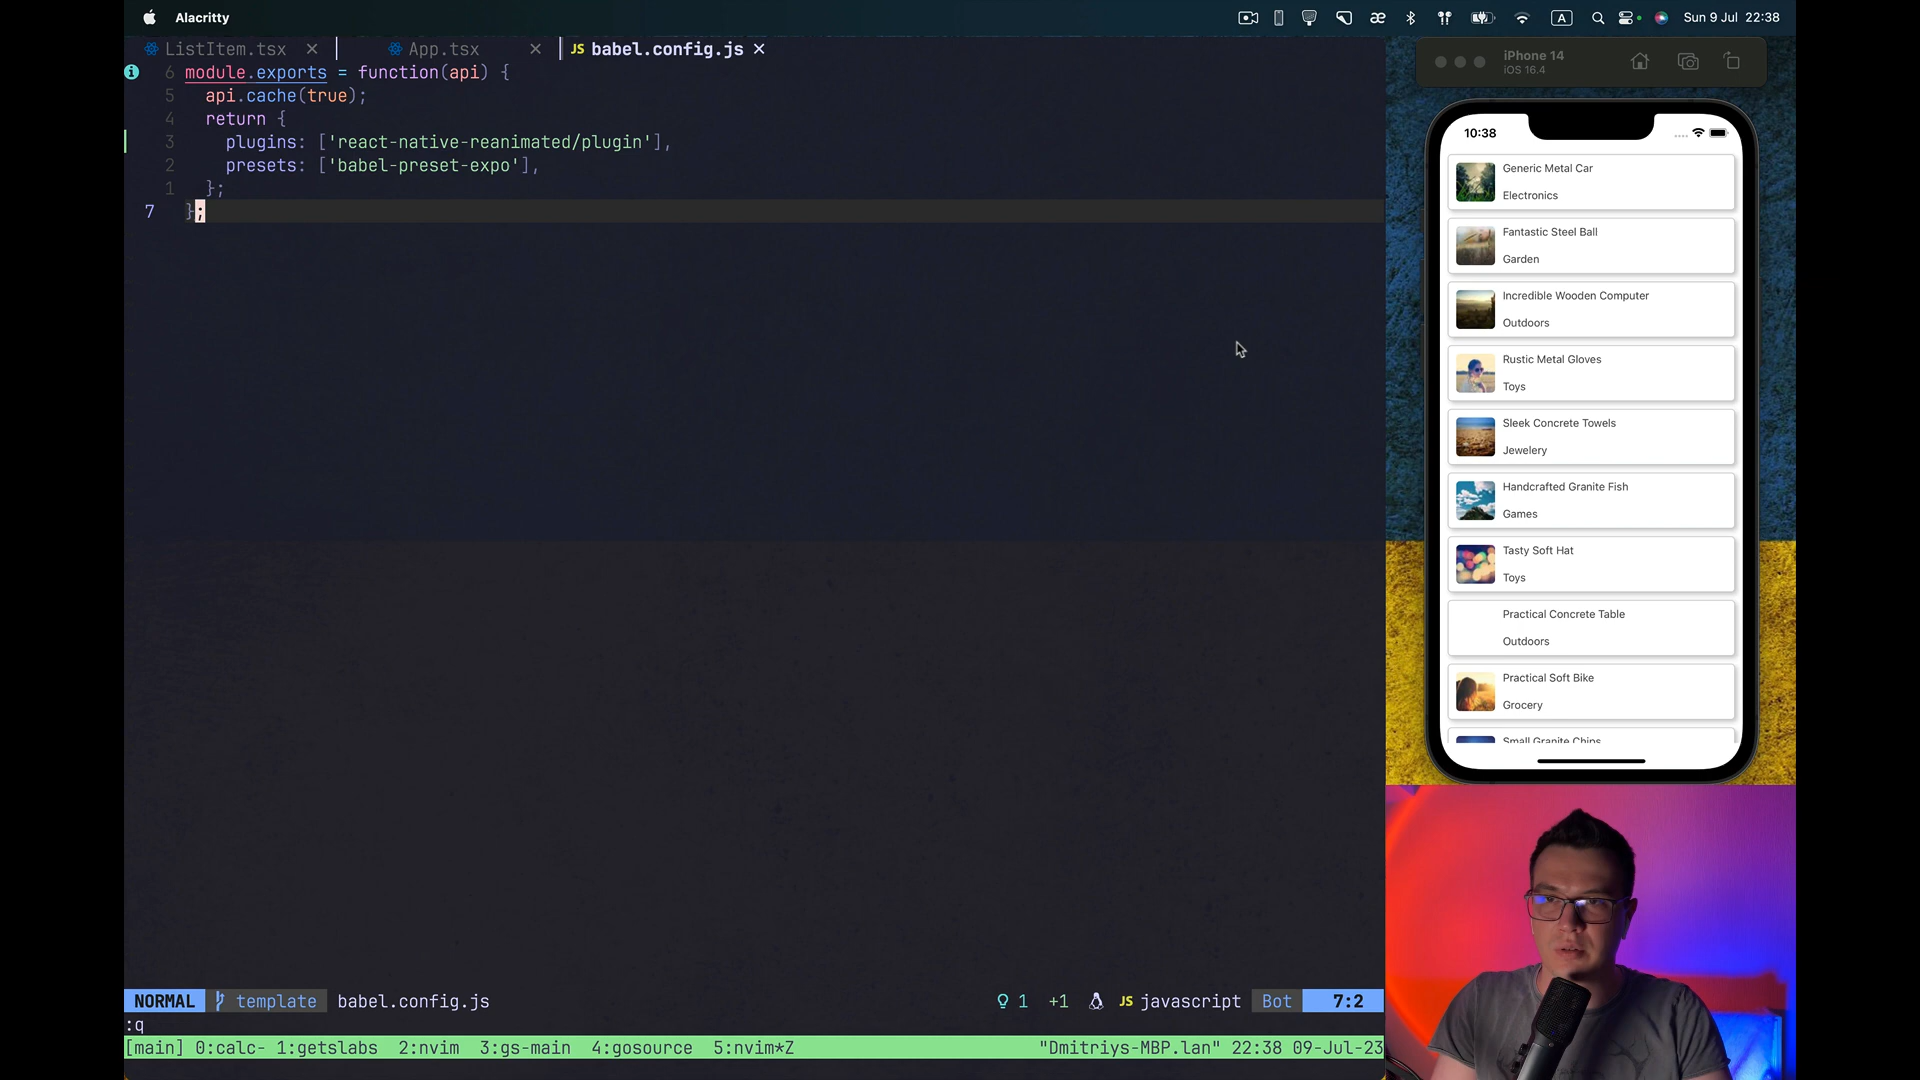 Alacritty
A
Sun 9 Jul 22:38
ListItem.tsx
App.tsx
JS babel.config.js
6 module.exports = function(api) {
5 api.cache(true);
4 return {
3 plugins: ['react-native-reanimated/plugin'],
2 presets: ['babel-preset-expo'],
1 };
7 };
NORMAL template babel.config.js
1 +1 JS javascript Bot 7:2
:q
[main] 0:calc- 1:getslabs 2:nvim 3:gs-main 4:gosource 5:nvim*Z "Dmitriys-MBP.lan" 22:38 09-Jul-23
iPhone 14
iOS 16.4
10:38
Generic Metal Car
Electronics
Fantastic Steel Ball
Garden
Incredible Wooden Computer
Outdoors
Rustic Metal Gloves
Toys
Sleek Concrete Towels
Jewelery
Handcrafted Granite Fish
Games
Tasty Soft Hat
Toys
Practical Concrete Table
Outdoors
Practical Soft Bike
Grocery
Small Granite Chips